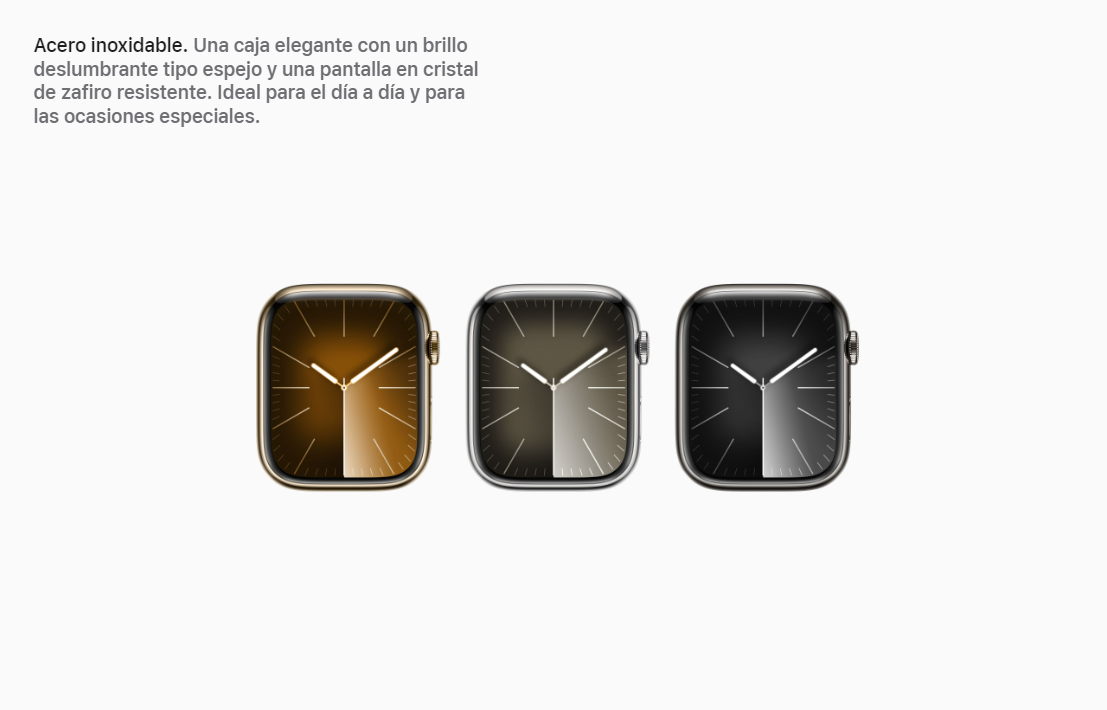 Acero inoxidable. Una caja elegante con un brillo
deslumbrante tipo espejo y una pantalla en cristal
de zafiro resistente. Ideal para el día a día y para
las ocasiones especiales.